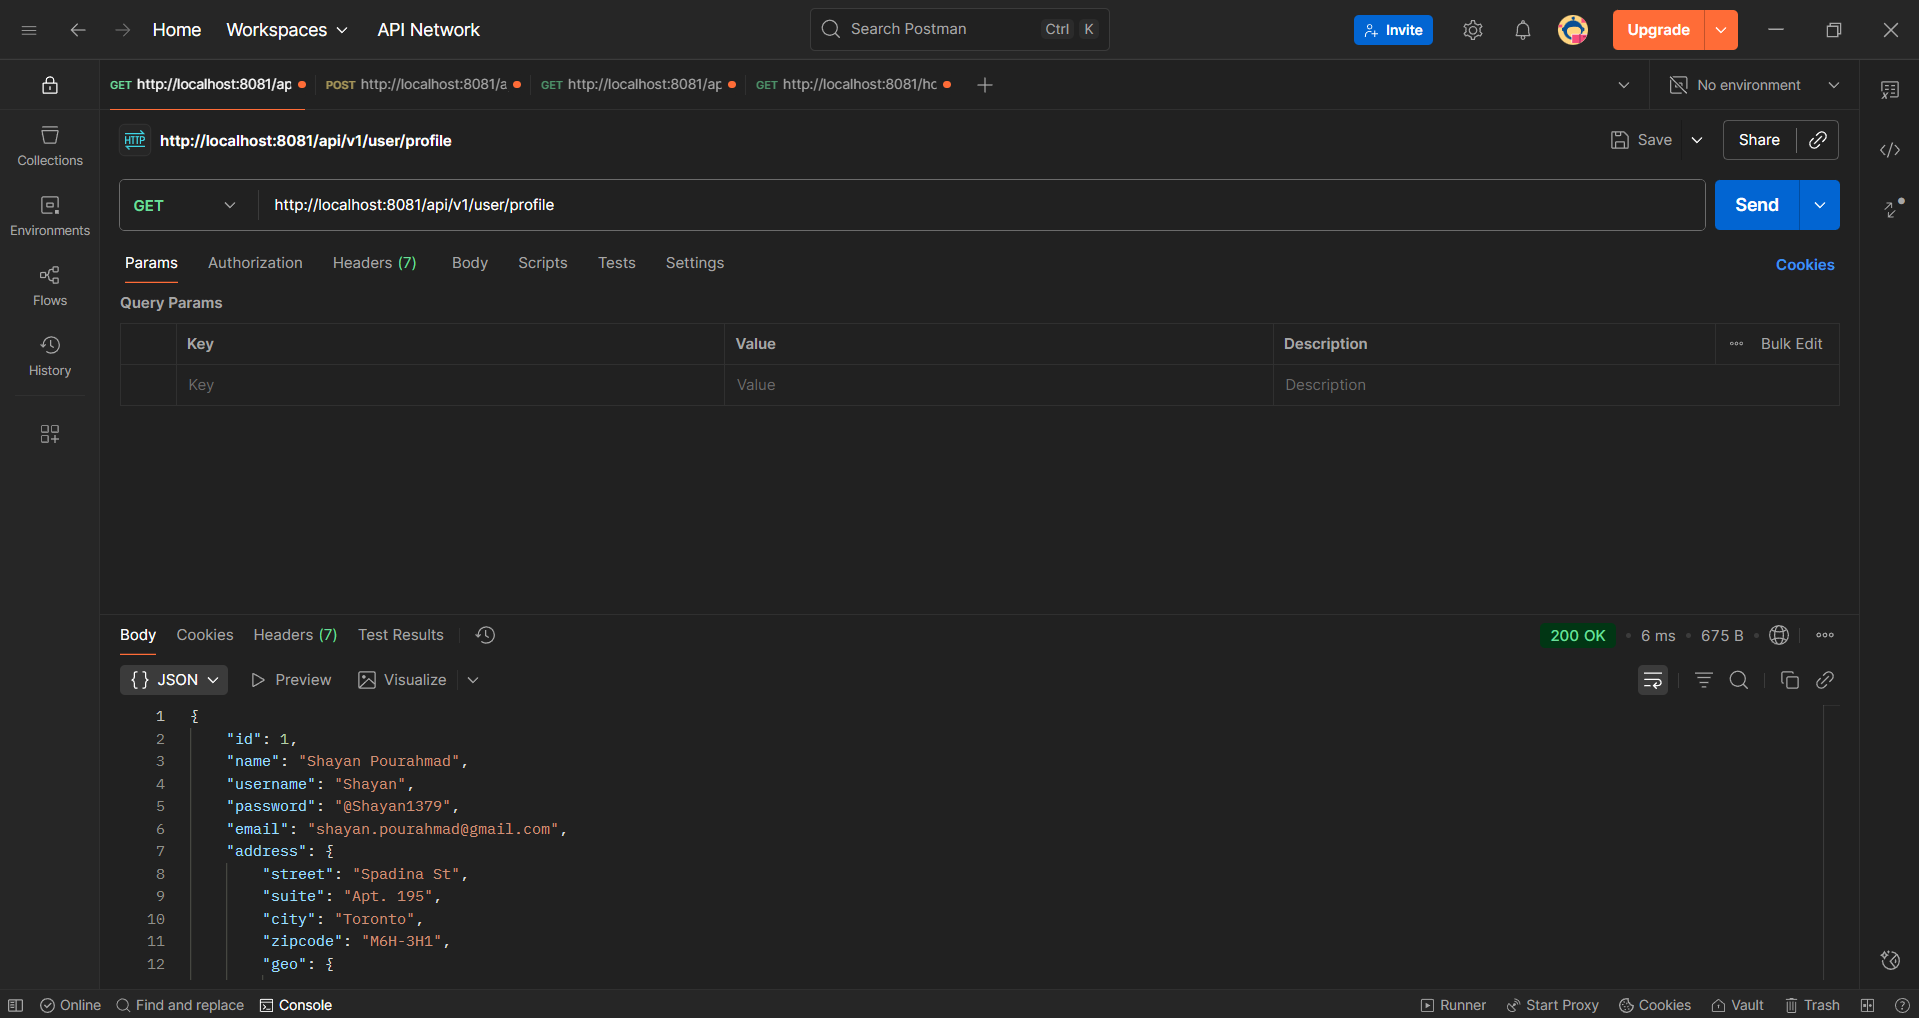 Home Workspaces API Network Search Postman Ctrl K Invite Upgrade
GET http://localhost:8081/ap POST http://localhost:8081/a GET http://localhost:8081/ap GET http://localhost:8081/hc No environment
HTTP http://localhost:8081/api/v1/user/profile Save Share
GET http://localhost:8081/api/v1/user/profile Send
Params Authorization Headers (7) Body Scripts Tests Settings Cookies
Query Params
Key Value Description Bulk Edit
Key Value Description
Collections
Environments
Flows
History
Body Cookies Headers (7) Test Results 200 OK 6 ms 675 B
{} JSON Preview Visualize
1 {
2 "id": 1,
3 "name": "Shayan Pourahmad",
4 "username": "Shayan",
5 "password": "@Shayan1379",
6 "email": "shayan.pourahmad@gmail.com",
7 "address": {
8 "street": "Spadina St",
9 "suite": "Apt. 195",
10 "city": "Toronto",
11 "zipcode": "M6H-3H1",
12 "geo": {
Online Find and replace Console Runner Start Proxy Cookies Vault Trash